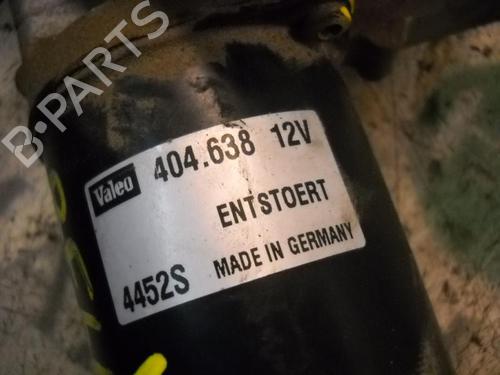 B-PARTS
Valeo 404.638 12V
ENTSTOERT
4452S MADE IN GERMANY